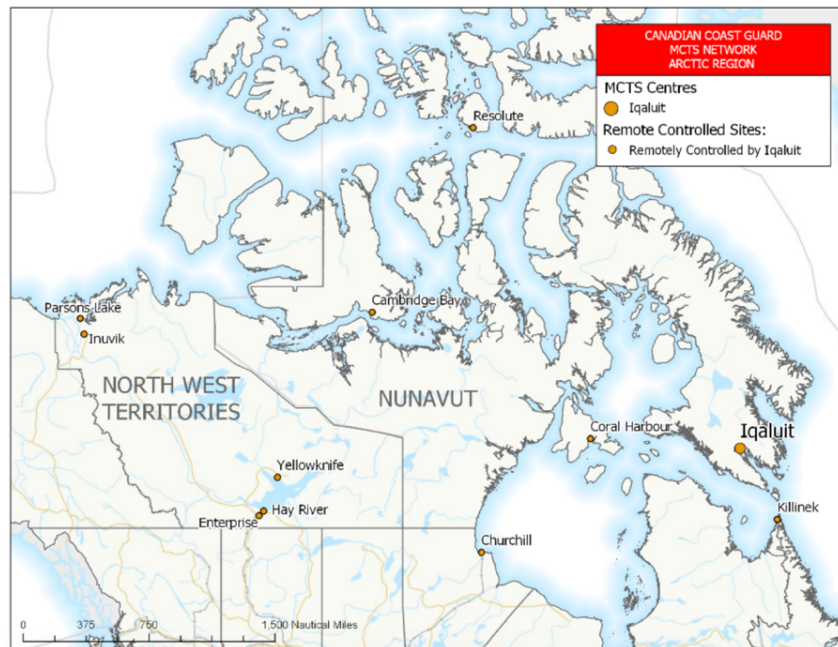 CANADIAN COAST GUARD
MCTS NETWORK
ARCTIC REGION
MCTS Centres
Iqaluit
Remote Controlled Sites:
Remotely Controlled by Iqaluit
Resolute
Cambridge Bay
Parsons Lake
Inuvik
NORTH WEST
TERRITORIES
NUNAVUT
Coral Harbour
Iqaluit
Yellowknife
Hay River
Enterprise
Killinek
Churchill
0 375 750 1,500 Nautical Miles